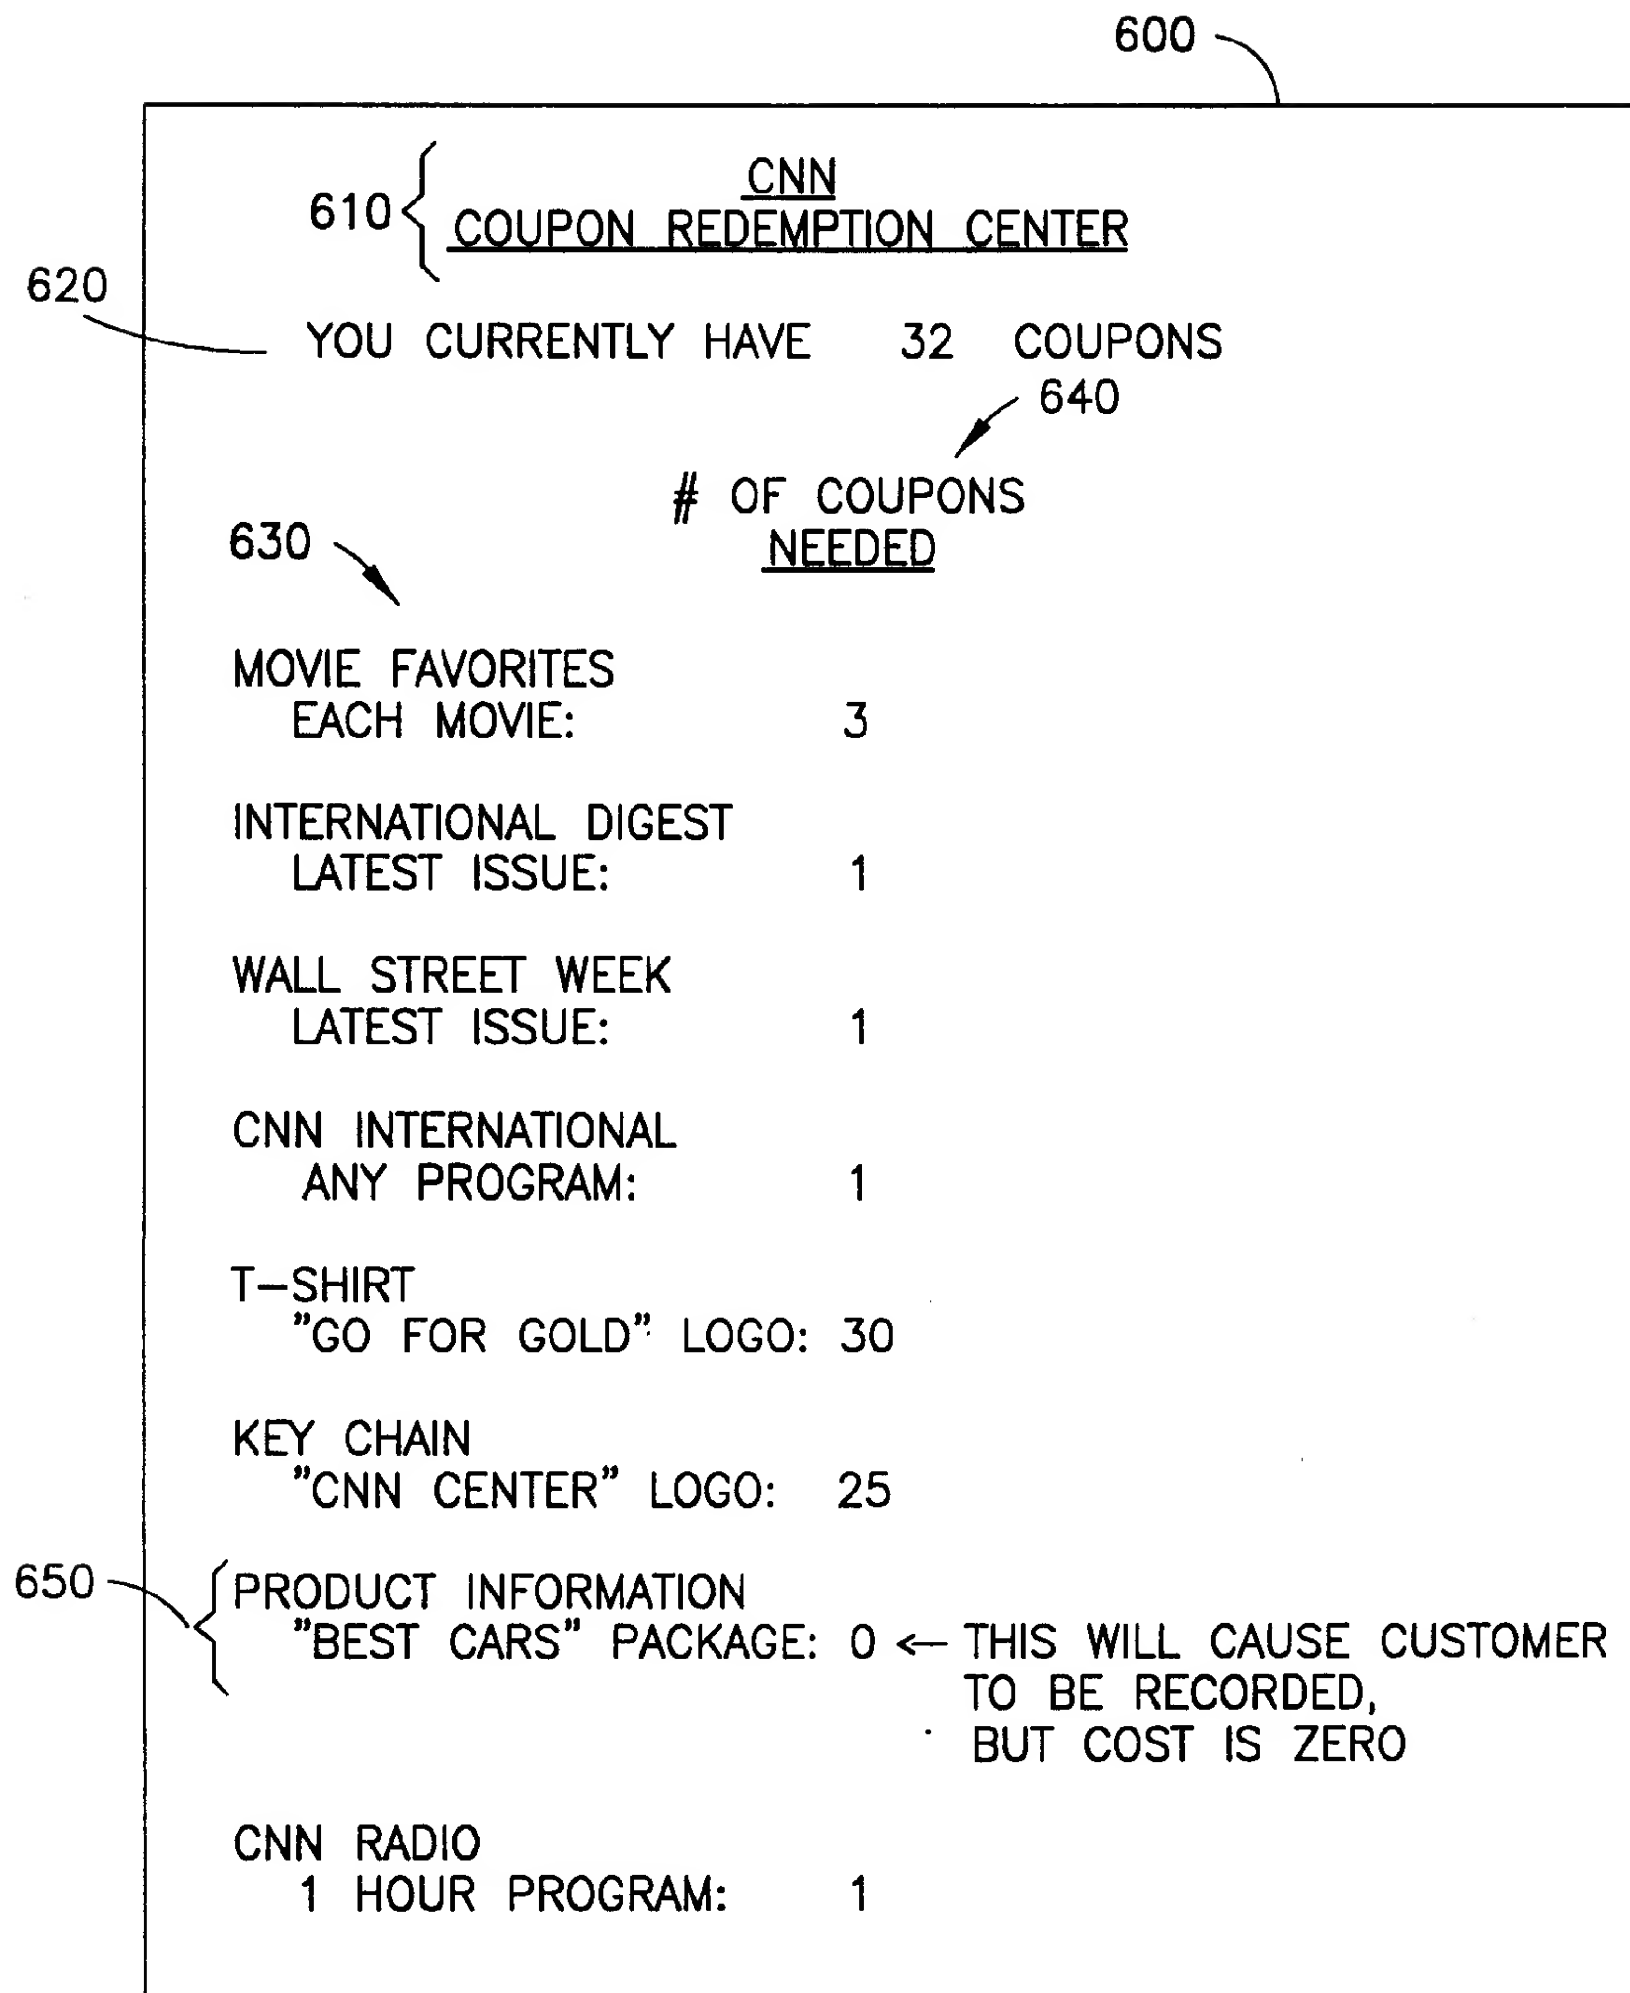 600
610
CNN
COUPON REDEMPTION CENTER
620
YOU CURRENTLY HAVE 32 COUPONS
640
# OF COUPONS
NEEDED
630
MOVIE FAVORITES
EACH MOVIE: 3
INTERNATIONAL DIGEST
LATEST ISSUE: 1
WALL STREET WEEK
LATEST ISSUE: 1
CNN INTERNATIONAL
ANY PROGRAM: 1
T-SHIRT
"GO FOR GOLD" LOGO: 30
KEY CHAIN
"CNN CENTER" LOGO: 25
650
PRODUCT INFORMATION
"BEST CARS" PACKAGE: 0 ← THIS WILL CAUSE CUSTOMER
TO BE RECORDED,
BUT COST IS ZERO
CNN RADIO
1 HOUR PROGRAM: 1